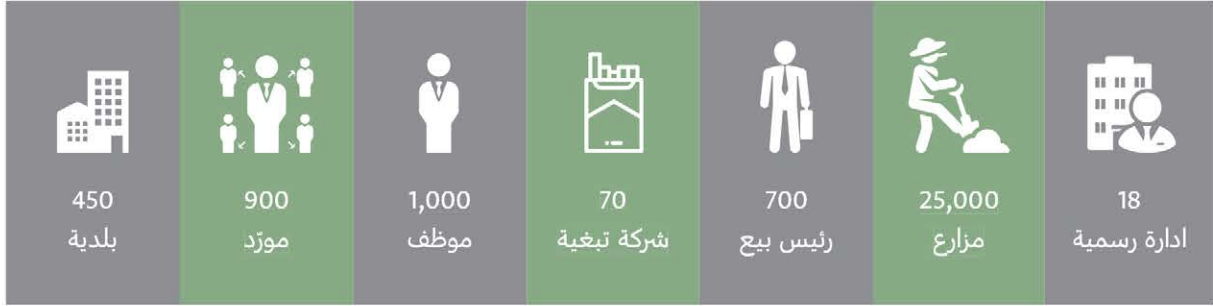 18
ادارة رسمية
25,000
مزارع
700
رئيس بيع
70
شركة تبغية
1,000
موظف
900
مورّد
450
بلدية